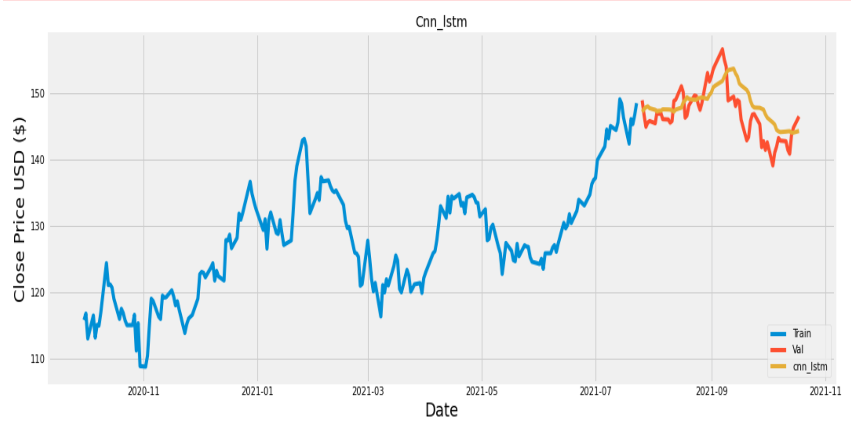 Cnn_lstm
Close Price USD ($)
150
140
130
120
110
2020-11
2021-01
2021-03
2021-05
2021-07
2021-09
2021-11
Date
Train
Val
cnn_lstm